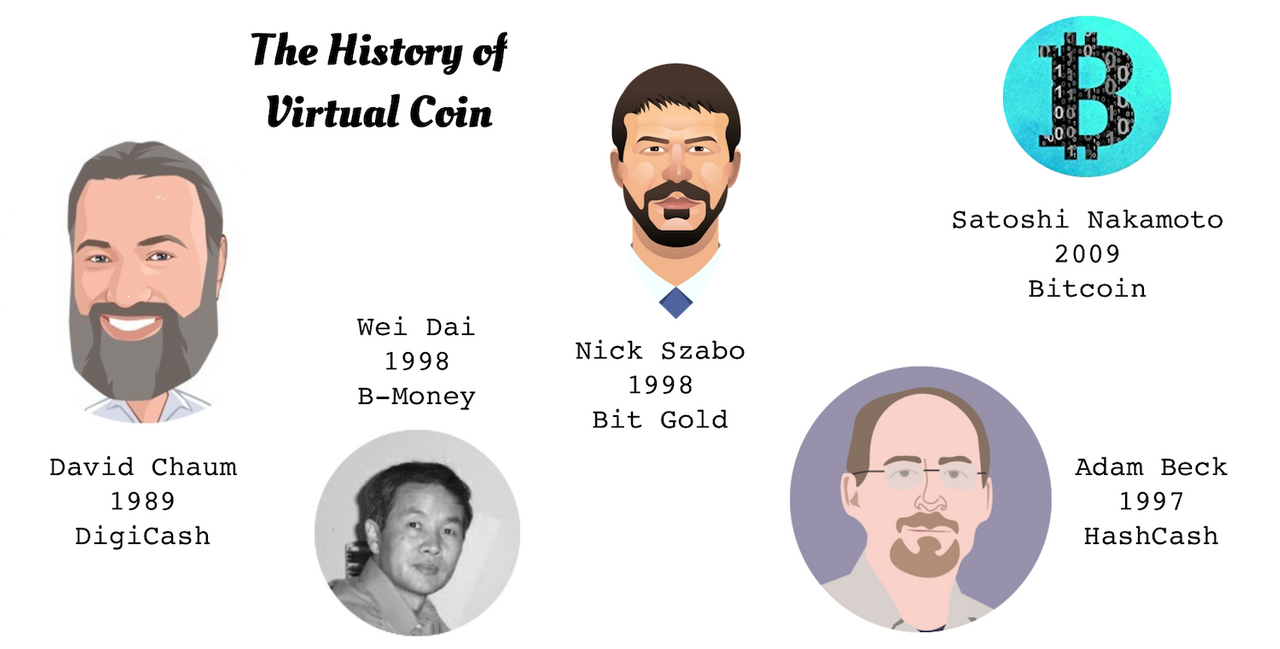 The History of
Virtual Coin
David Chaum
1989
DigiCash
Wei Dai
1998
B-Money
Nick Szabo
1998
Bit Gold
Satoshi Nakamoto
2009
Bitcoin
Adam Beck
1997
HashCash